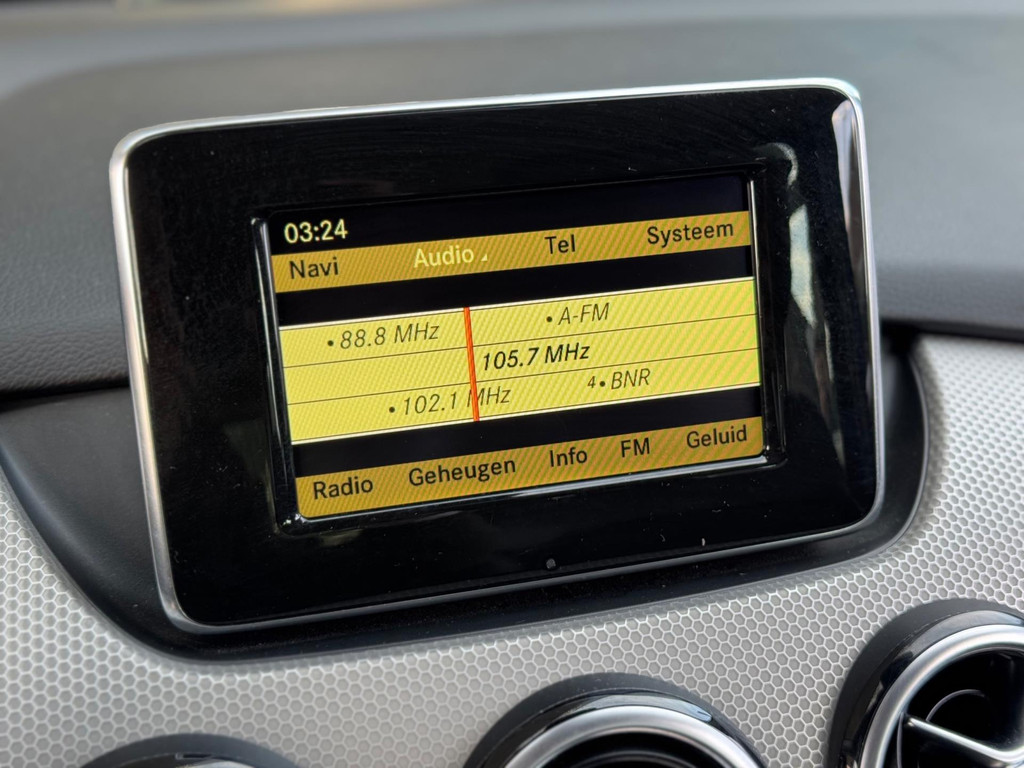 03:24
Navi Audio Tel Systeem
• 88.8 MHz • A-FM
105.7 MHz
• 102.1 MHz 4• BNR
Radio Geheugen Info FM Geluid